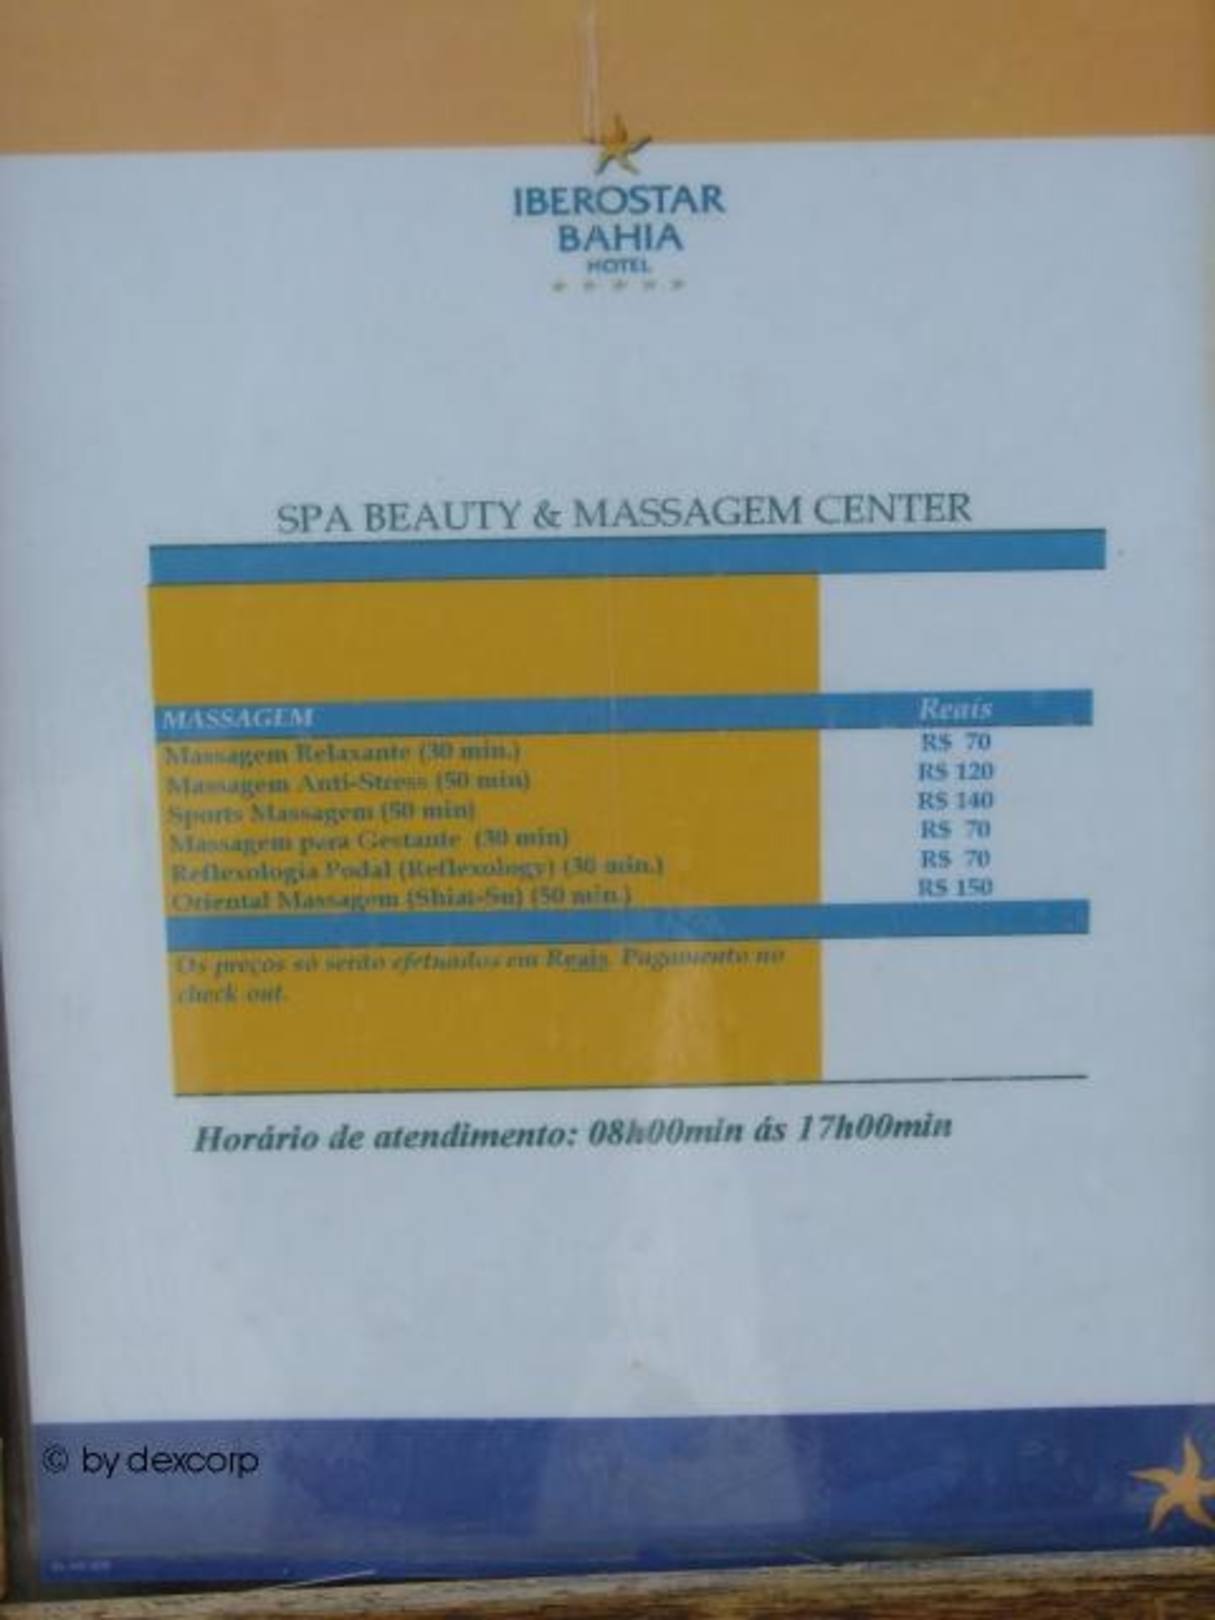 IBEROSTAR
BAHIA
HOTEL
SPA BEAUTY & MASSAGEM CENTER
MASSAGEM Reais
Massagem Relaxante (30 min.) R$ 70
Massagem Anti-Stress (50 min) R$ 120
Sports Massagem (50 min) R$ 140
Massagem para Gestante (30 min) R$ 70
Reflexologia Podal (Reflexology) (30 min.) R$ 70
Oriental Massagem (Shiat-Su) (50 min.) R$ 150
Os preços só serão efetuados em Reais. Pagamento no
check out.
Horário de atendimento: 08h00min ás 17h00min
© by dexcorp